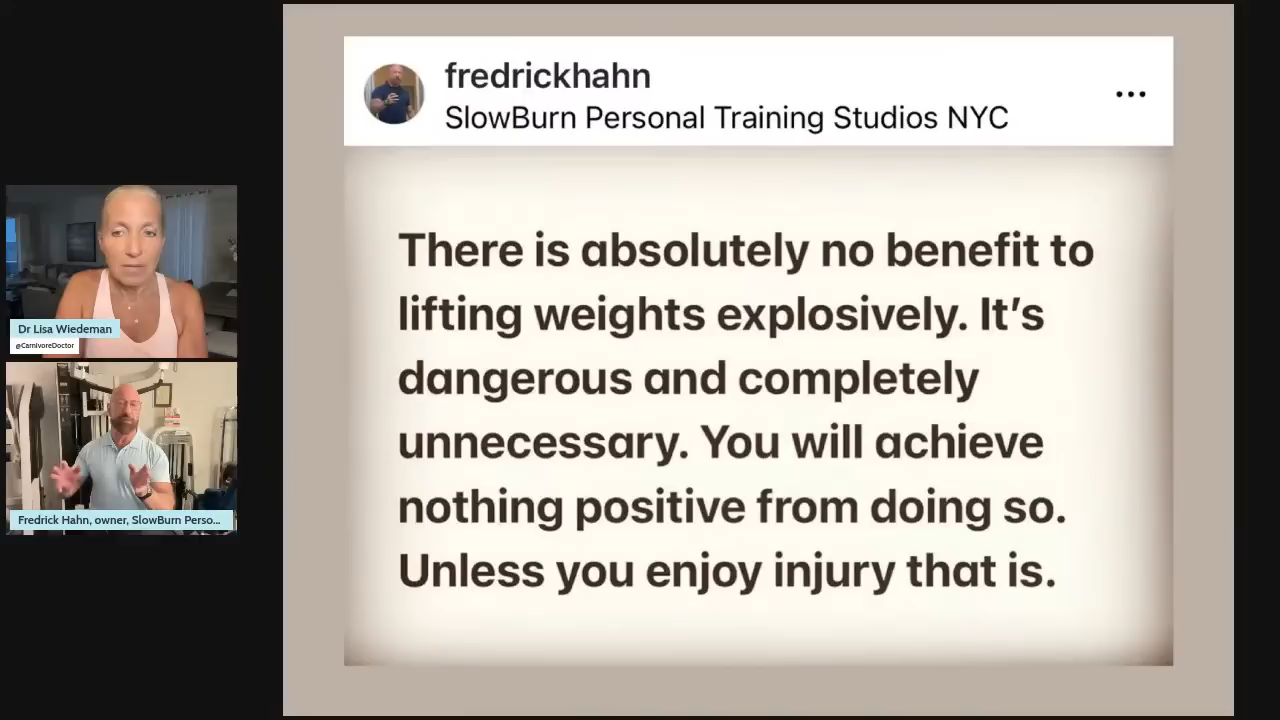 fredrickhahn
SlowBurn Personal Training Studios NYC
There is absolutely no benefit to
lifting weights explosively. It’s
dangerous and completely
unnecessary. You will achieve
nothing positive from doing so.
Unless you enjoy injury that is.
Dr Lisa Wiedeman
@CarnivoreDoctor
Fredrick Hahn, owner, SlowBurn Perso...